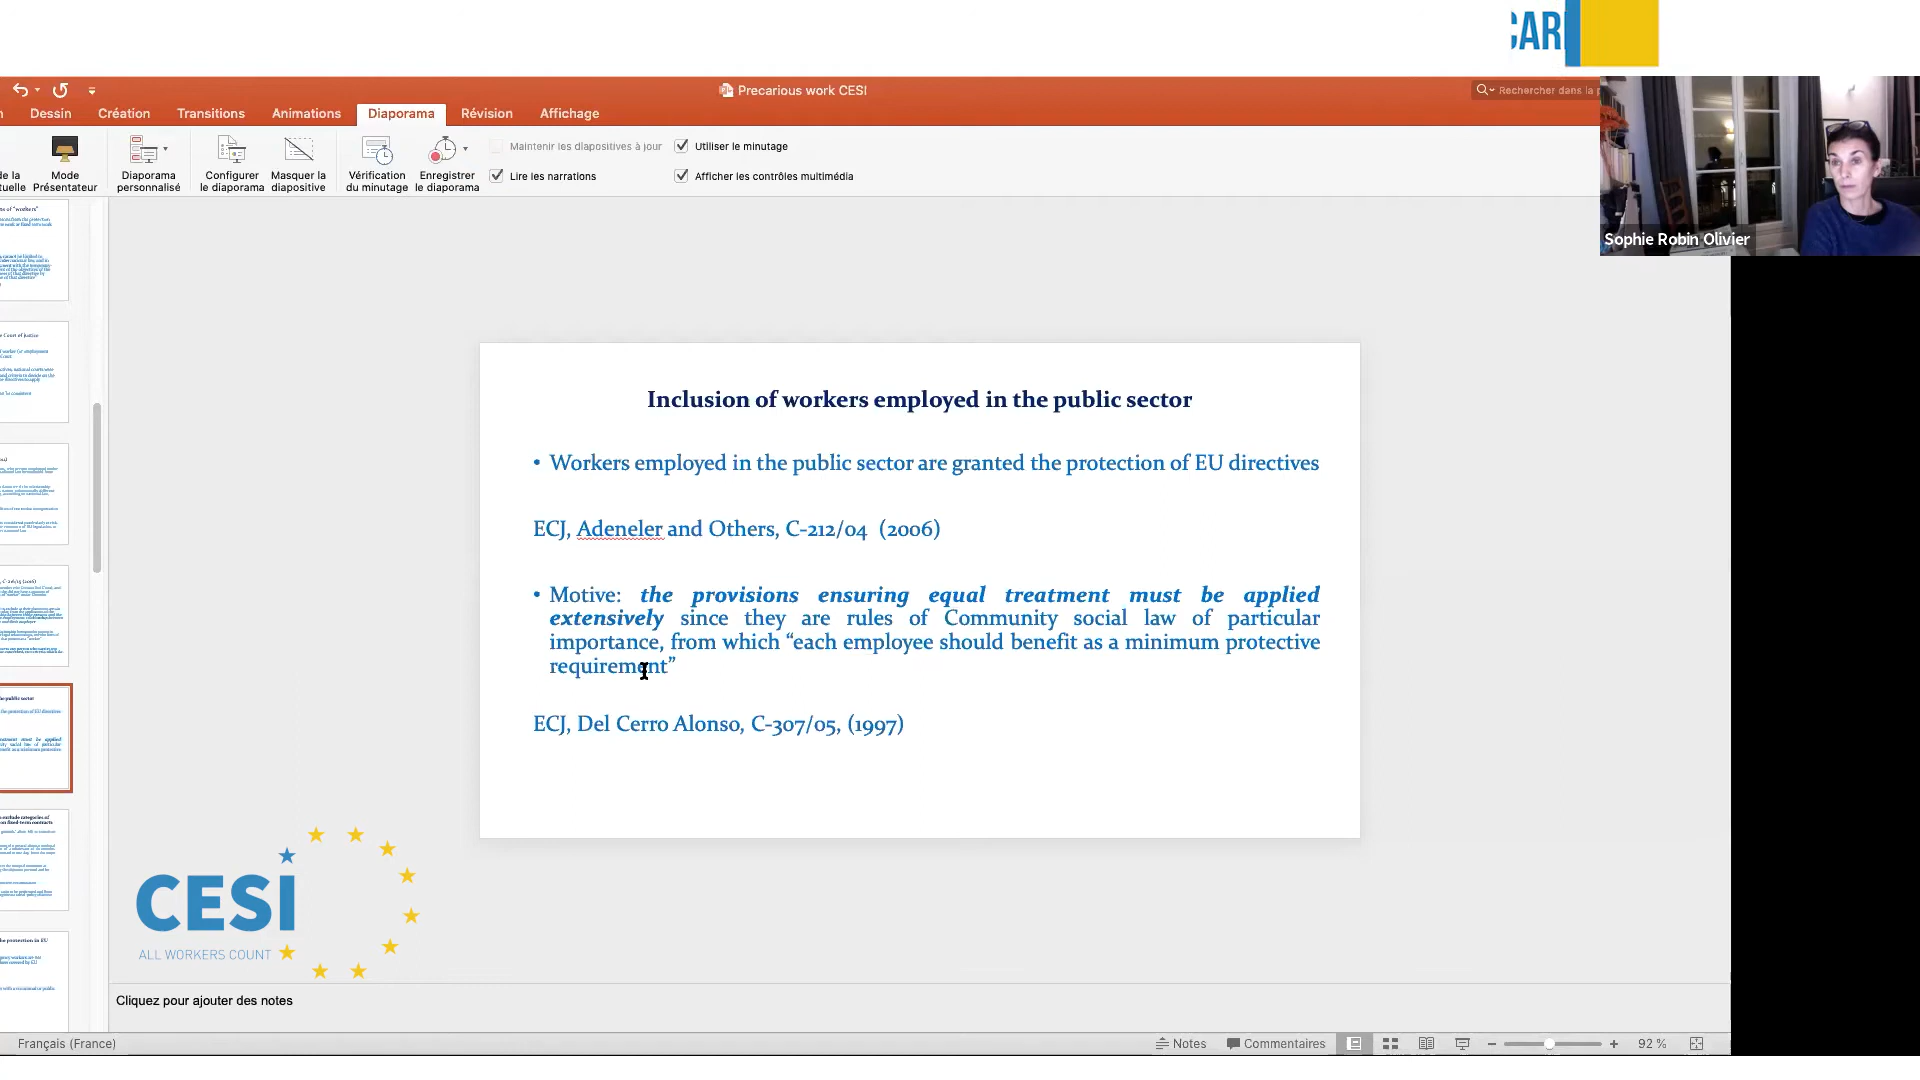 CARE
Precarious work CESI
Rechercher dans la p
Dessin Création Transitions Animations Diaporama Révision Affichage
de la
tuelle
Mode
Présentateur
Diaporama
personnalisé
Configurer
le diaporama
Masquer la
diapositive
Vérification
du minutage
Enregistrer
le diaporama
Maintenir les diapositives à jour
Lire les narrations
Utiliser le minutage
Afficher les contrôles multimédia
Sophie Robin Olivier
Inclusion of workers employed in the public sector
• Workers employed in the public sector are granted the protection of EU directives
ECJ, Adeneler and Others, C-212/04 (2006)
• Motive: the provisions ensuring equal treatment must be applied
extensively since they are rules of Community social law of particular
importance, from which “each employee should benefit as a minimum protective
requirement”
ECJ, Del Cerro Alonso, C-307/05, (1997)
CESI
ALL WORKERS COUNT
Cliquez pour ajouter des notes
Français (France)
Notes
Commentaires
92 %